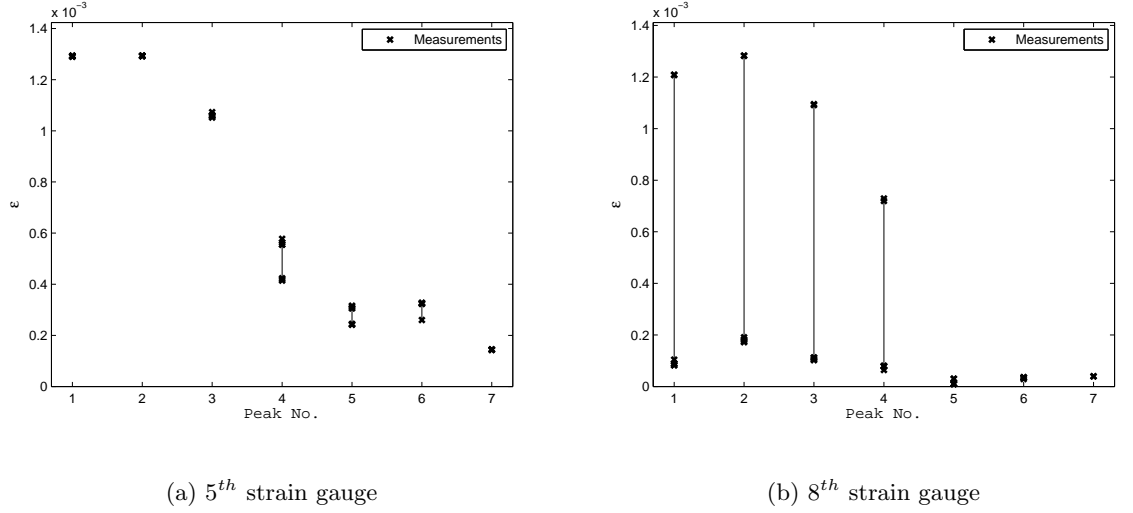 x 10⁻³
1.4
Measurements
1.2
1
0.8
ε
0.6
0.4
0.2
0
1 2 3 4 5 6 7
Peak No.
(a) 5ᵗʰ strain gauge
x 10⁻³
1.4
Measurements
1.2
1
0.8
ε
0.6
0.4
0.2
0
1 2 3 4 5 6 7
Peak No.
(b) 8ᵗʰ strain gauge